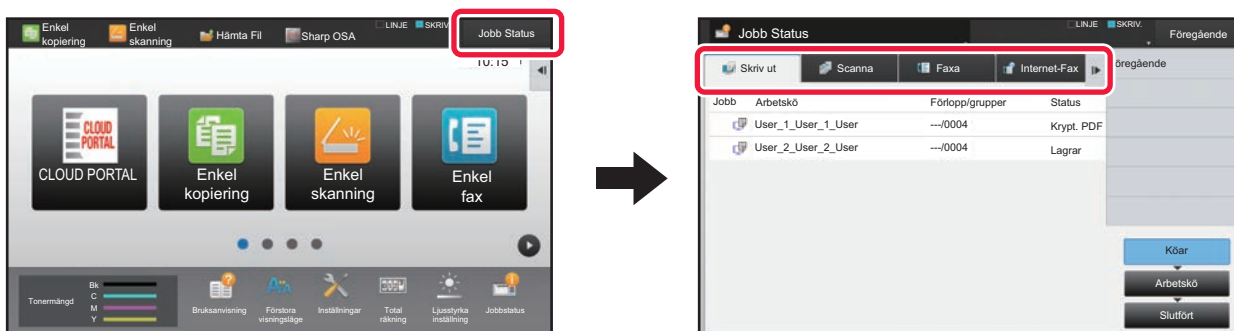 Enkel
kopiering
Enkel
skanning
Hämta Fil
Sharp OSA
LINJE
SKRIV
Jobb Status
10:15
CLOUD
PORTAL
CLOUD PORTAL
Enkel
kopiering
Enkel
skanning
Enkel
fax
Tonermängd
Bk
C
M
Y
Bruksanvisning
Förstora
visningsläge
Inställningar
Total
räkning
Ljusstyrka
inställning
Jobbstatus
Jobb Status
LINJE
SKRIV.
Föregående
Skriv ut
Scanna
Faxa
Internet-Fax
öregående
Jobb Arbetskö Förlopp/grupper Status
User_1_User_1_User ---/0004 Krypt. PDF
User_2_User_2_User ---/0004 Lagrar
Köar
Arbetskö
Slutfört